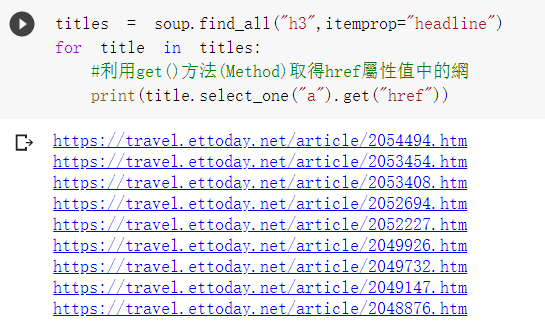 titles = soup.find_all("h3",itemprop="headline")
for title in titles:
#利用get()方法(Method)取得href屬性值中的網
print(title.select_one("a").get("href"))
https://travel.ettoday.net/article/2054494.htm
https://travel.ettoday.net/article/2053454.htm
https://travel.ettoday.net/article/2053408.htm
https://travel.ettoday.net/article/2052694.htm
https://travel.ettoday.net/article/2052227.htm
https://travel.ettoday.net/article/2049926.htm
https://travel.ettoday.net/article/2049732.htm
https://travel.ettoday.net/article/2049147.htm
https://travel.ettoday.net/article/2048876.htm